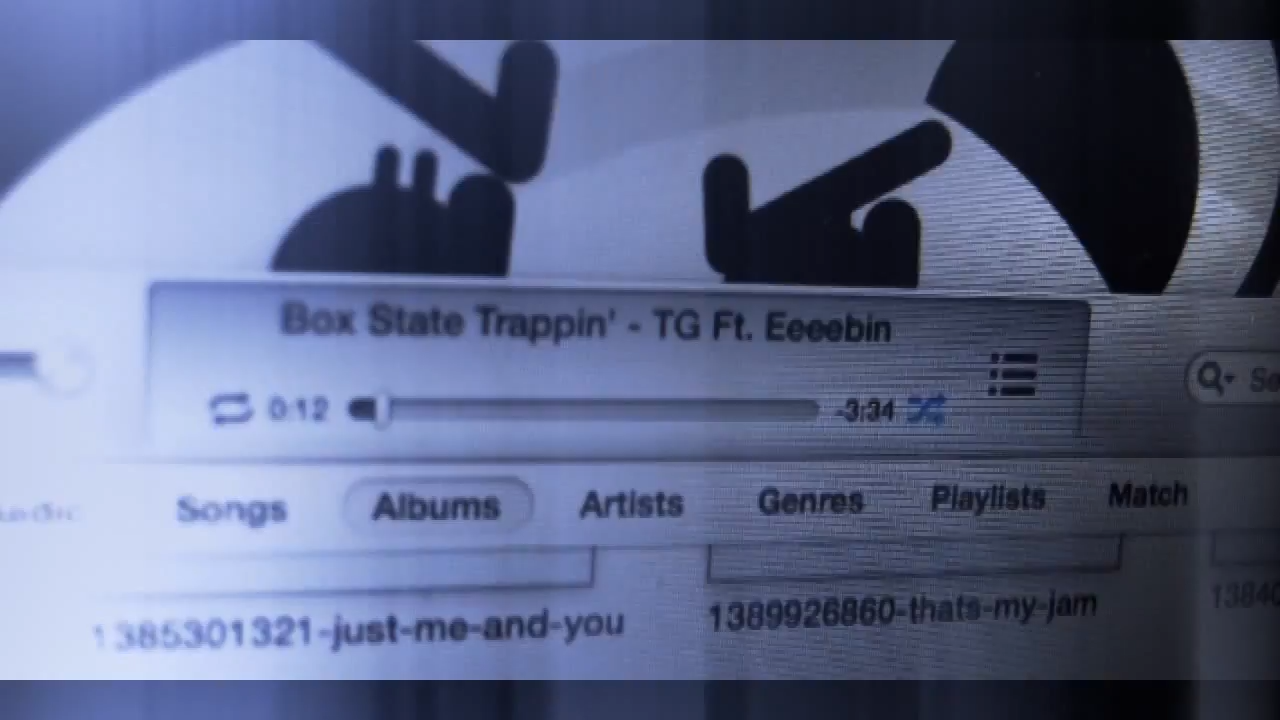 Box State Trappin' - TG Ft. Eeeebin
0:12 -3:34
Songs Albums Artists Genres Playlists Match
1385301321-just-me-and-you 1389926860-thats-my-jam